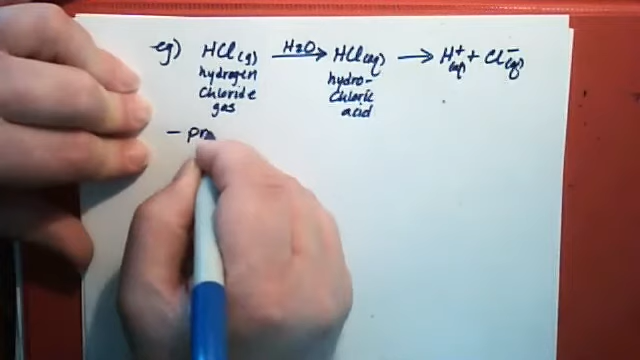 eg) HCl(g) H2O → HCl(aq) → H+(aq) + Cl-(aq)
hydrogen hydro-
chloride chloric
gas acid
- pr